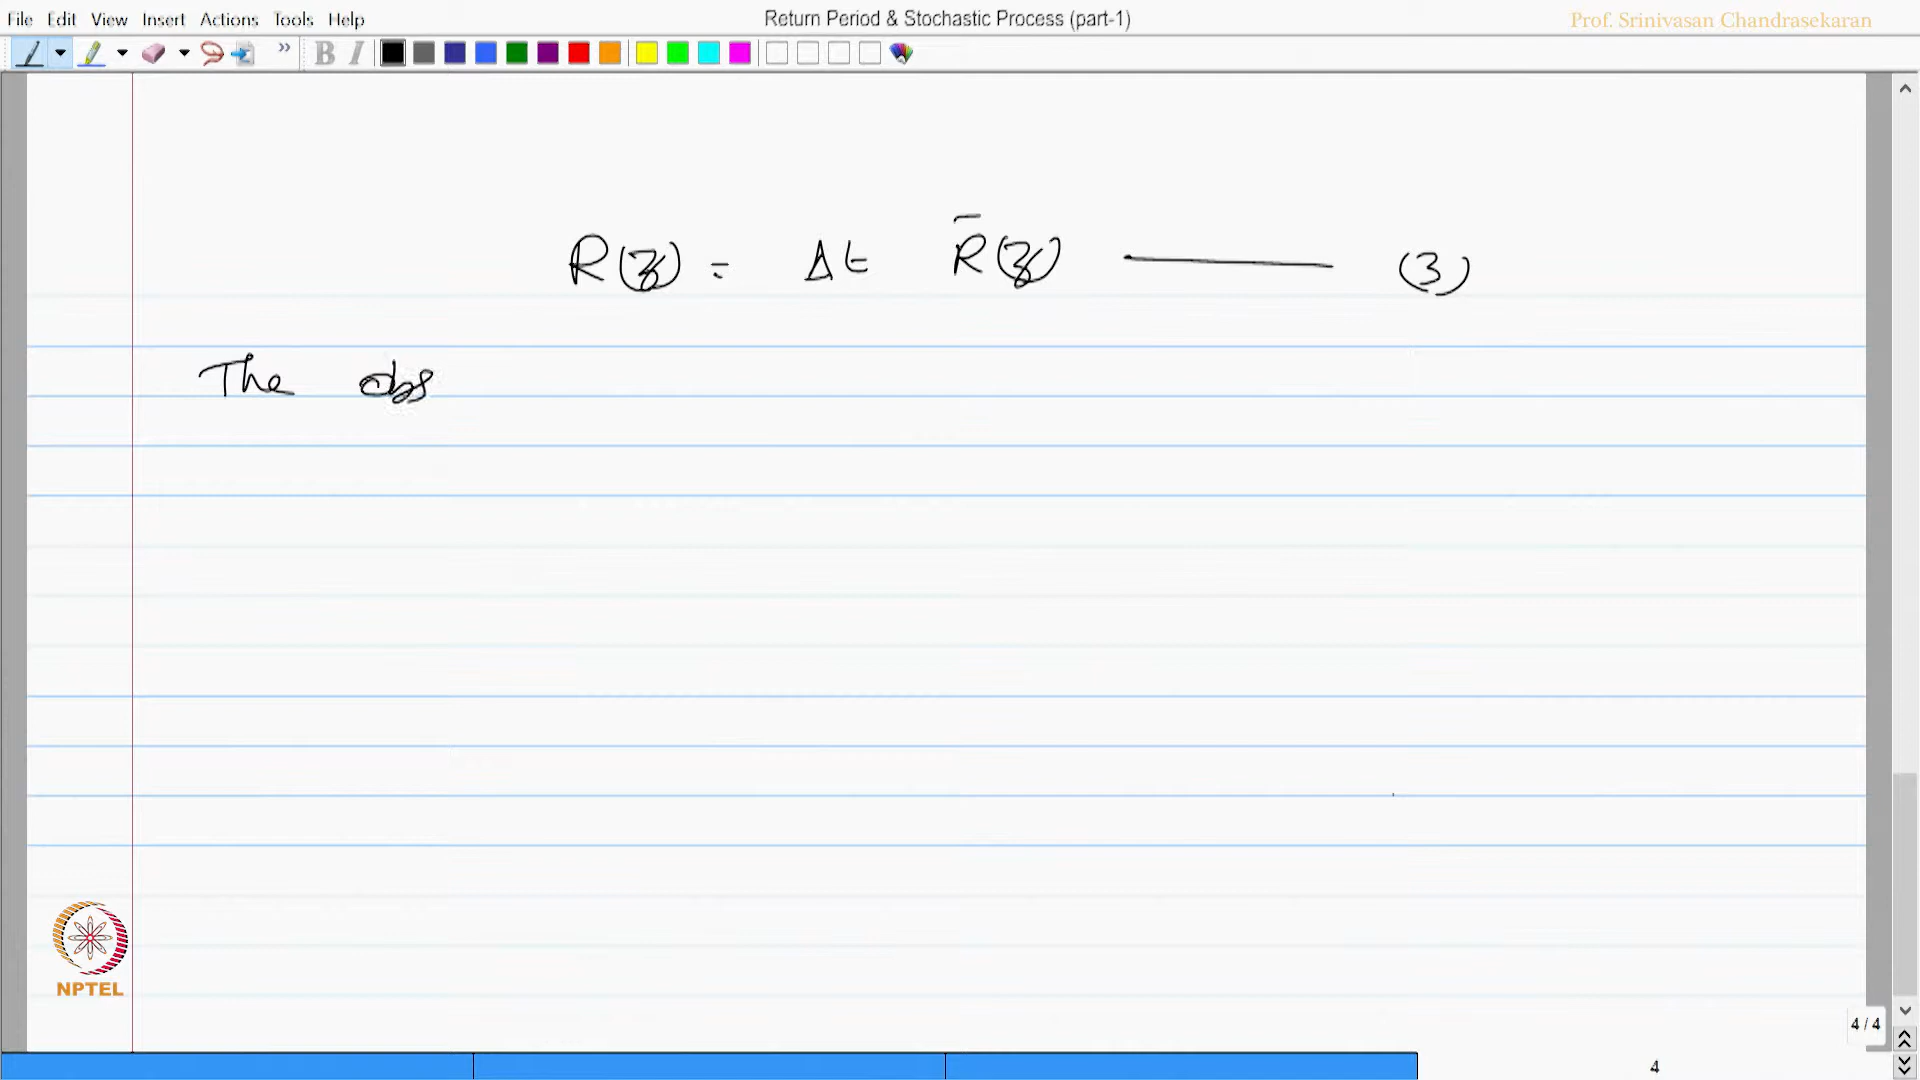 File Edit View Insert Actions Tools Help
Return Period & Stochastic Process (part-1)
Prof. Srinivasan Chandrasekaran
B I
R(z) = Δt R̄(z) ——— (3)
The obs
NPTEL
4 / 4
4